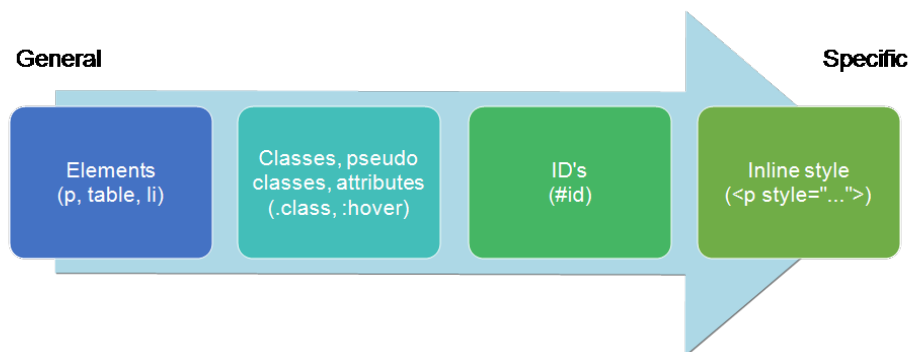 General
Specific
Elements
(p, table, li)
Classes, pseudo
classes, attributes
(.class, :hover)
ID's
(#id)
Inline style
(<p style="...">)